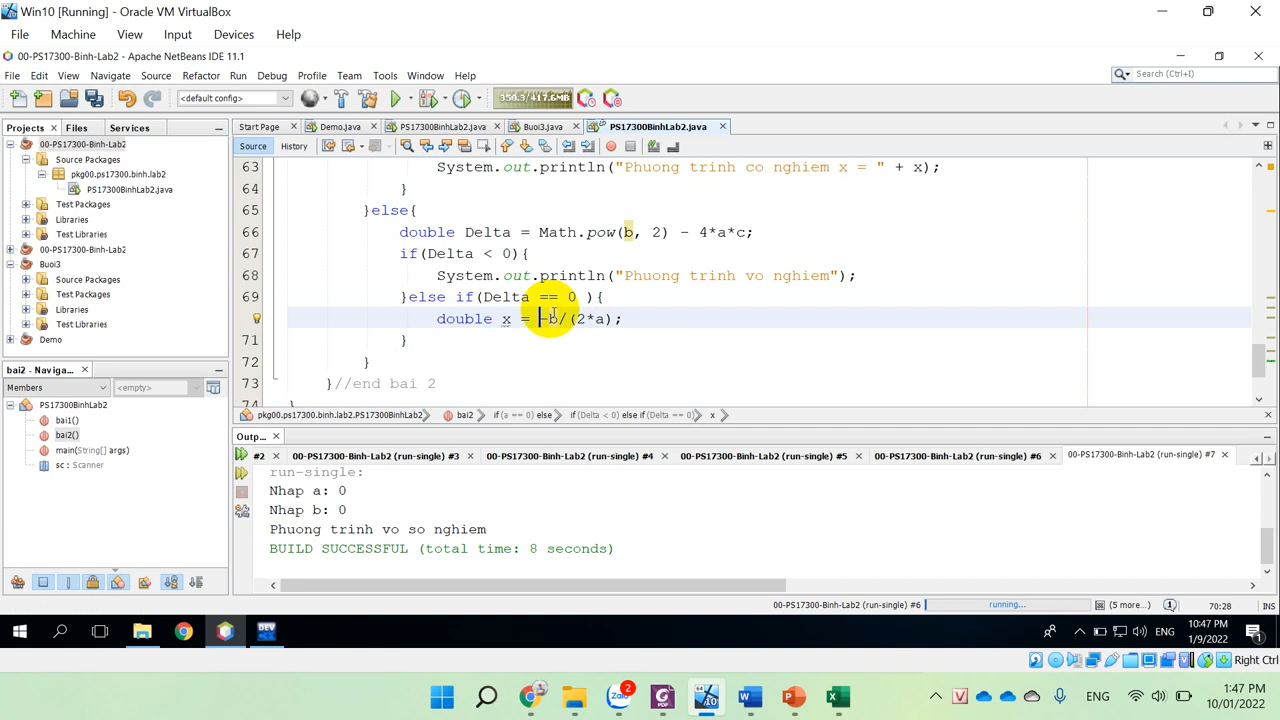 Win10 [Running] - Oracle VM VirtualBox
File Machine View Input Devices Help
00-PS17300-Binh-Lab2 - Apache NetBeans IDE 11.1
File Edit View Navigate Source Refactor Run Debug Profile Team Tools Window Help
Search (Ctrl+I)
<default config>
350.3/417.6MB
Projects Files Services
Start Page Demo.java PS17300BinhLab2.java Buoi3.java PS17300BinhLab2.java
Source History
00-PS17300-Binh-Lab2
Source Packages
pkg00.ps17300.binh.lab2
PS17300BinhLab2.java
Test Packages
Libraries
Test Libraries
00-PS17300-Binh-Lab2
Buoi3
Source Packages
Test Packages
Libraries
Test Libraries
Demo
63 System.out.println("Phuong trinh co nghiem x = " + x);
64 }
65 }else{
66 double Delta = Math.pow(b, 2) - 4*a*c;
67 if(Delta < 0){
68 System.out.println("Phuong trinh vo nghiem");
69 }else if(Delta == 0 ){
double x = -b/(2*a);
71 }
72 }
73 }//end bai 2
74 }
pkg00.ps17300.binh.lab2.PS17300BinhLab2 bai2 if (a == 0) else if (Delta < 0) else if (Delta == 0) x
bai2 - Naviga...
Members <empty>
PS17300BinhLab2
bai1()
bai2()
main(String[] args)
sc : Scanner
Outp...
#2 00-PS17300-Binh-Lab2 (run-single) #3 00-PS17300-Binh-Lab2 (run-single) #4 00-PS17300-Binh-Lab2 (run-single) #5 00-PS17300-Binh-Lab2 (run-single) #6 00-PS17300-Binh-Lab2 (run-single) #7
run-single:
Nhap a: 0
Nhap b: 0
Phuong trinh vo so nghiem
BUILD SUCCESSFUL (total time: 8 seconds)
00-PS17300-Binh-Lab2 (run-single) #6 running... (5 more...) 1 70:28 INS
DEV
ENG
10:47 PM
1/9/2022
1
Right Ctrl
2
10
ENG
1:47 PM
10/01/2022